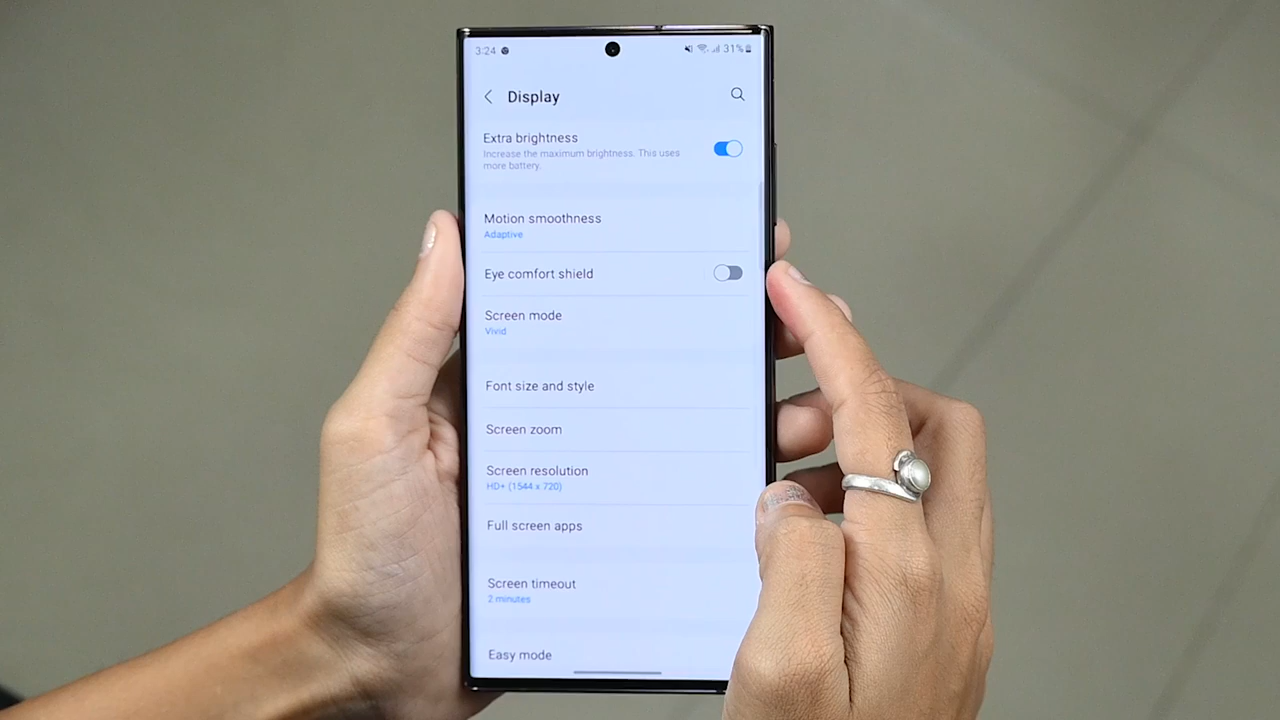 3:24
31%
Display
Extra brightness
Increase the maximum brightness. This uses
more battery.
Motion smoothness
Adaptive
Eye comfort shield
Screen mode
Vivid
Font size and style
Screen zoom
Screen resolution
HD+ (1544 x 720)
Full screen apps
Screen timeout
2 minutes
Easy mode